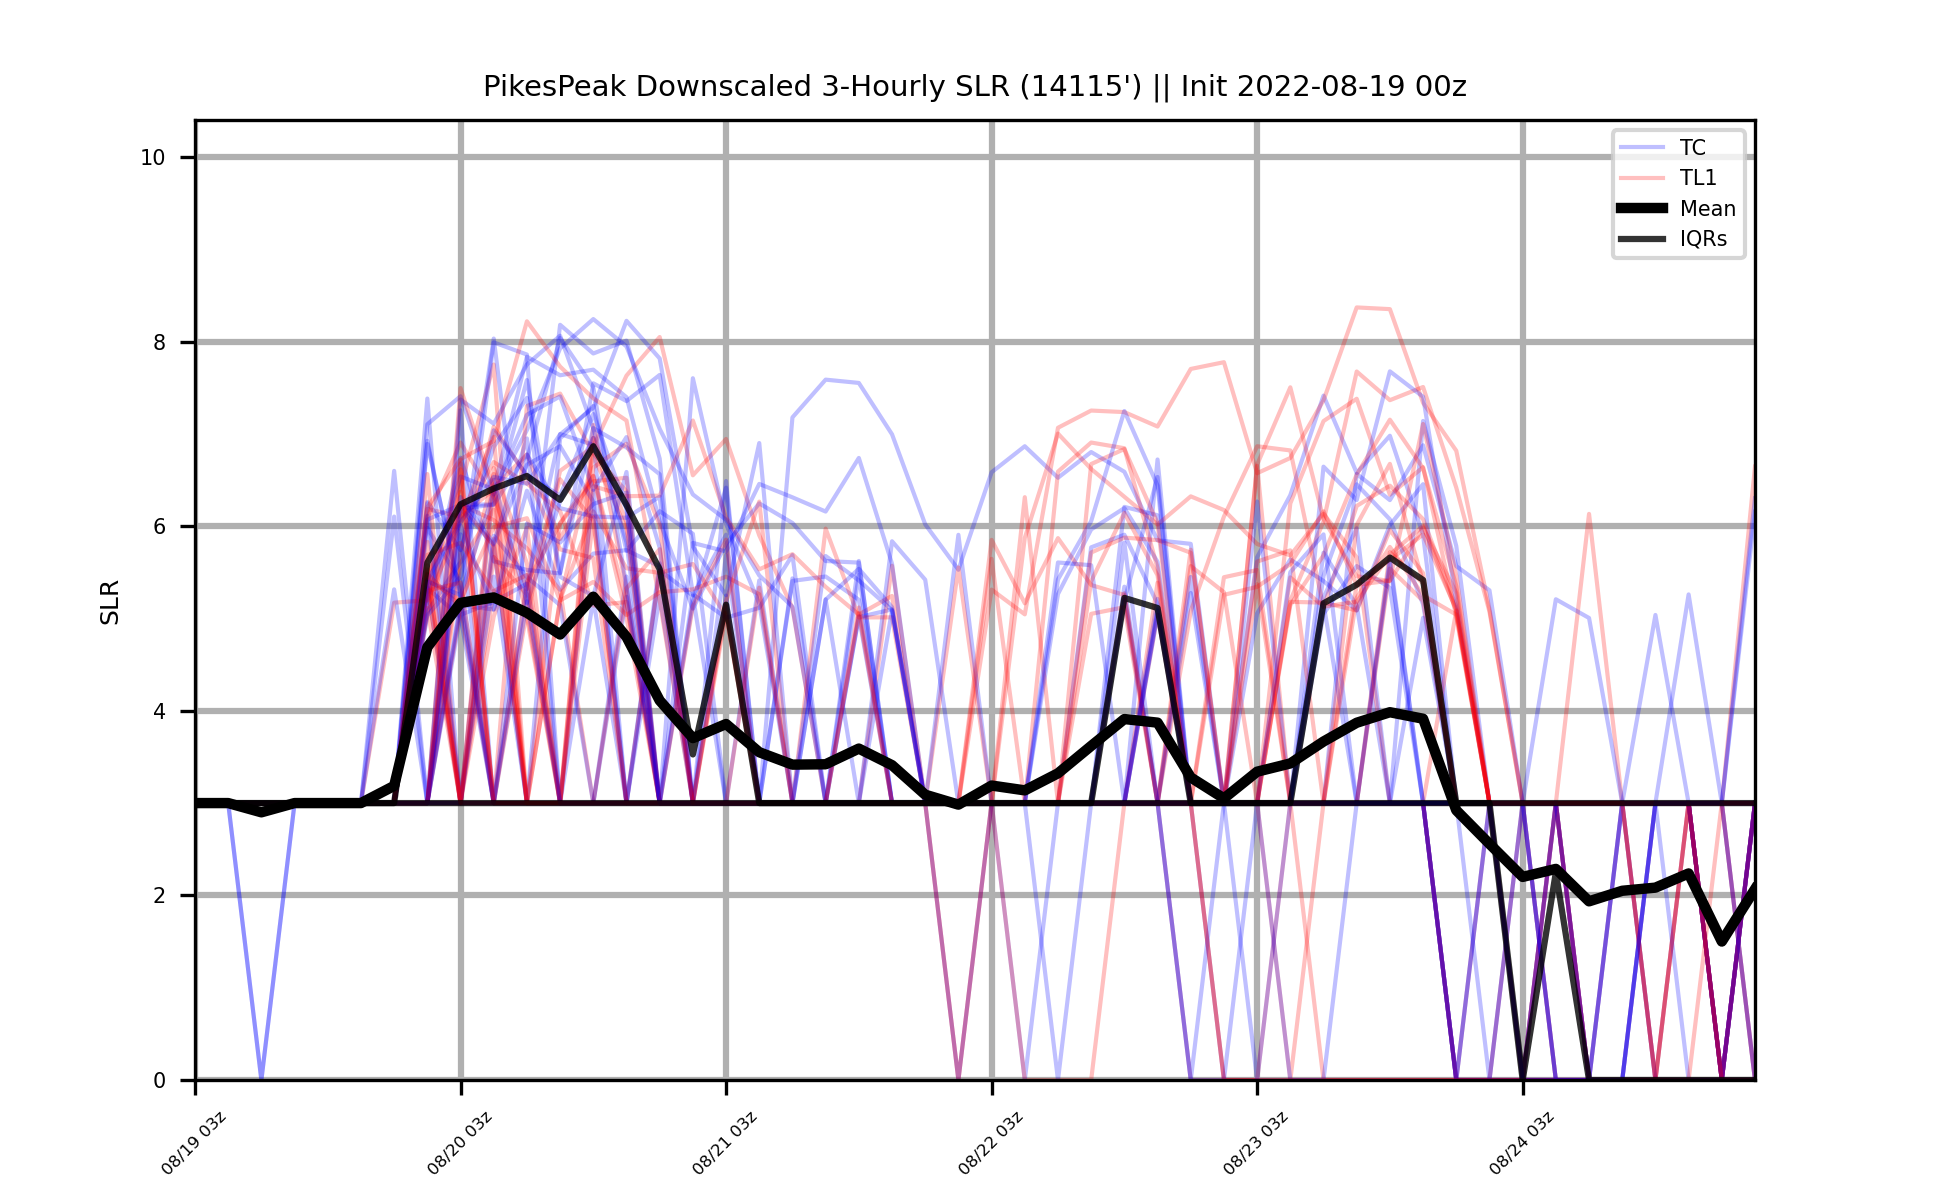 PikesPeak Downscaled 3-Hourly SLR (14115') || Init 2022-08-19 00z
TC
TL1
Mean
IQRs
SLR
10
8
6
4
2
0
08/19 03z
08/20 03z
08/21 03z
08/22 03z
08/23 03z
08/24 03z